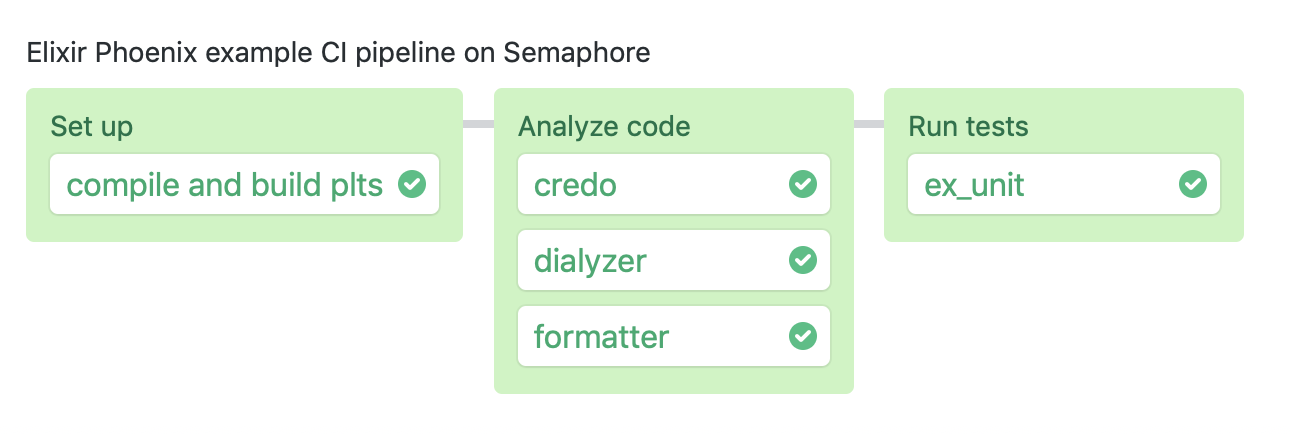 Elixir Phoenix example CI pipeline on Semaphore
Set up
compile and build plts
Analyze code
credo
dialyzer
formatter
Run tests
ex_unit